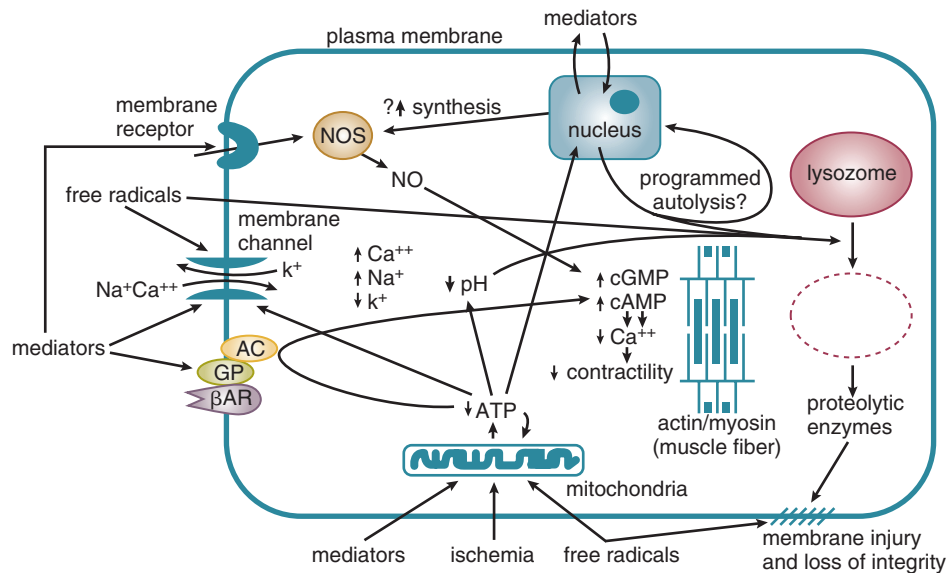 mediators
plasma membrane
membrane
receptor
?↑ synthesis
NOS
nucleus
NO
programmed
autolysis?
lysozome
free radicals
membrane
channel
k⁺
Na⁺Ca⁺⁺
↑ Ca⁺⁺
↑ Na⁺
↓ k⁺
↓ pH
↑ cGMP
↑ cAMP
↓ Ca⁺⁺
↓ contractility
mediators
AC
GP
βAR
↓ ATP
actin/myosin
(muscle fiber)
proteolytic
enzymes
mitochondria
mediators
ischemia
free radicals
membrane injury
and loss of integrity